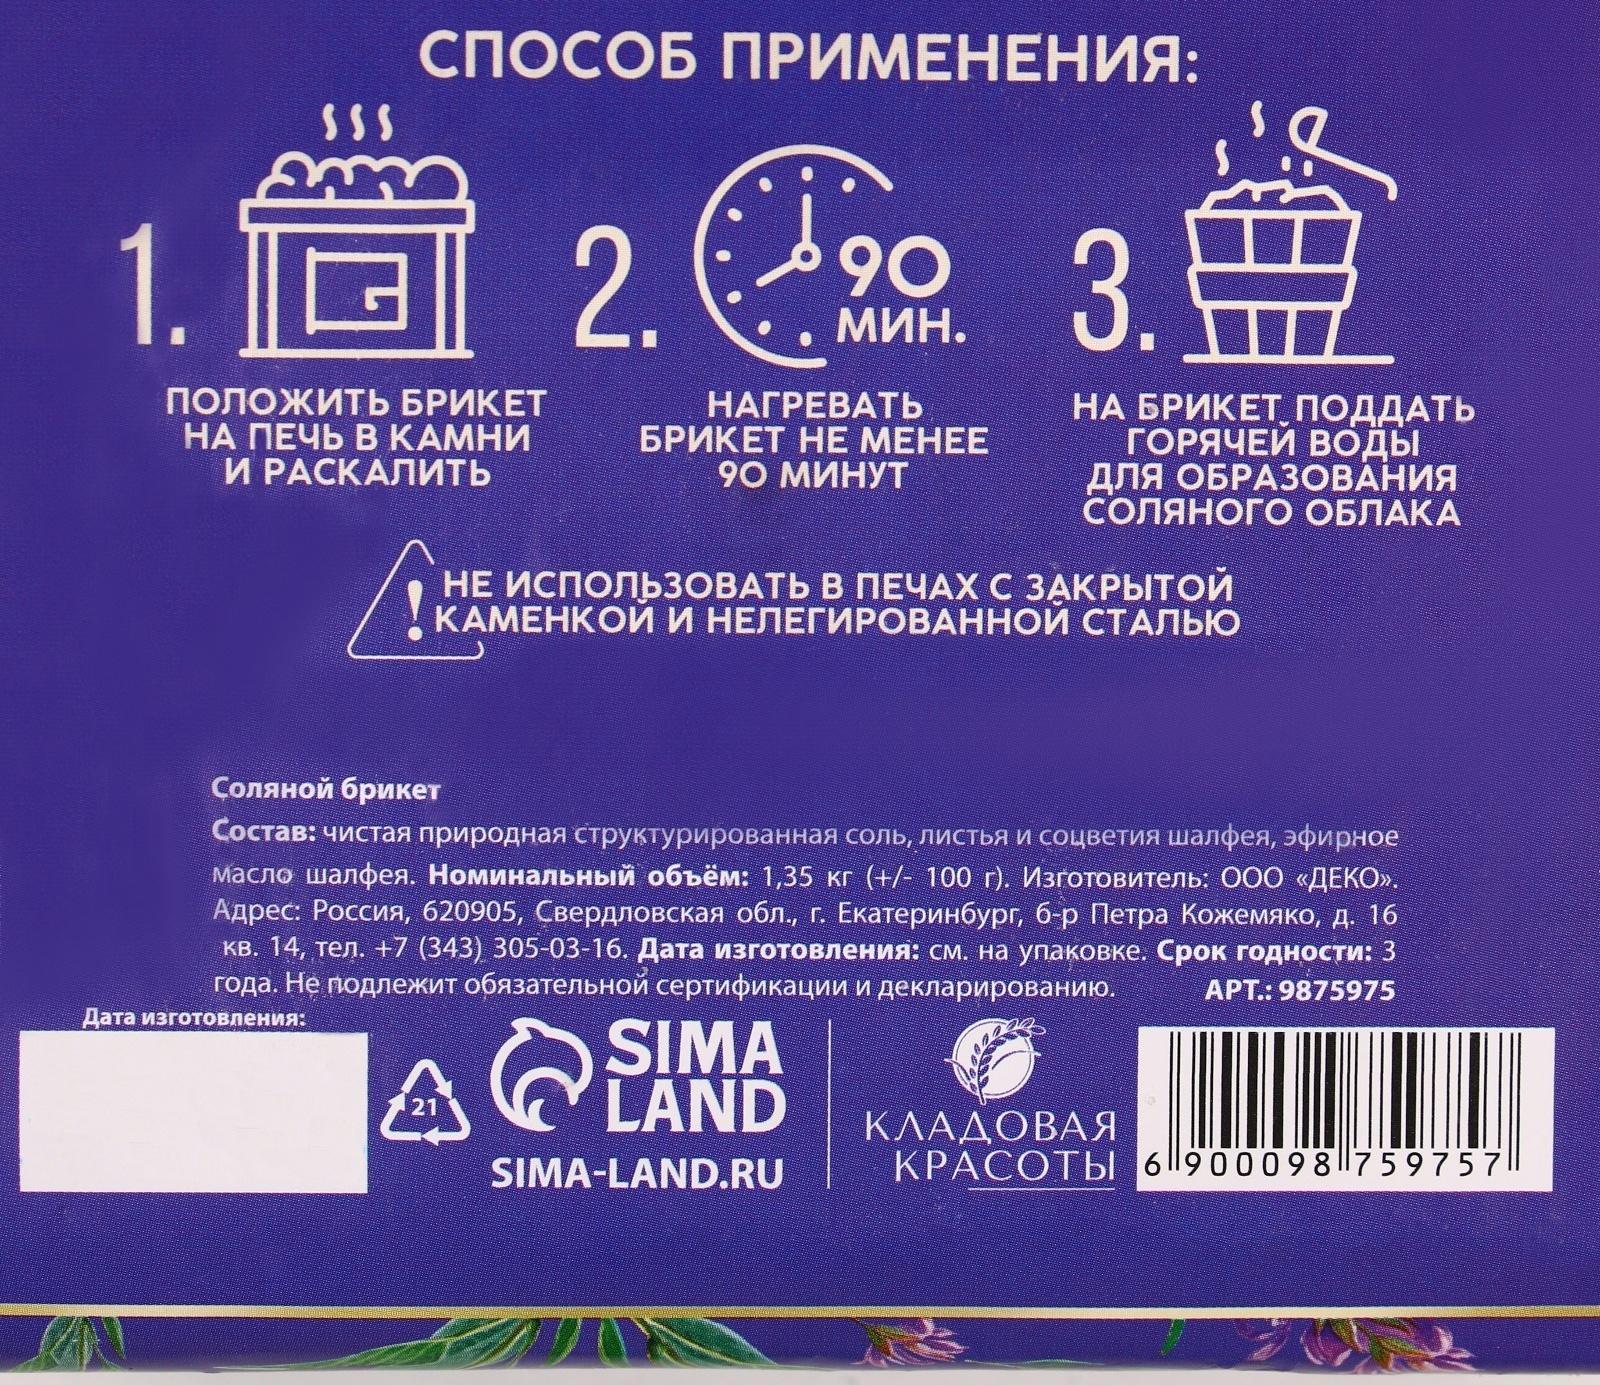 СПОСОБ ПРИМЕНЕНИЯ:
1.
ПОЛОЖИТЬ БРИКЕТ
НА ПЕЧЬ В КАМНИ
И РАСКАЛИТЬ
2.
90
МИН.
НАГРЕВАТЬ
БРИКЕТ НЕ МЕНЕЕ
90 МИНУТ
3.
НА БРИКЕТ ПОДДАТЬ
ГОРЯЧЕЙ ВОДЫ
ДЛЯ ОБРАЗОВАНИЯ
СОЛЯНОГО ОБЛАКА
! НЕ ИСПОЛЬЗОВАТЬ В ПЕЧАХ С ЗАКРЫТОЙ
КАМЕНКОЙ И НЕЛЕГИРОВАННОЙ СТАЛЬЮ
Соляной брикет
Состав: чистая природная структурированная соль, листья и соцветия шалфея, эфирное
масло шалфея. Номинальный объём: 1,35 кг (+/- 100 г). Изготовитель: ООО «ДЕКО».
Адрес: Россия, 620905, Свердловская обл., г. Екатеринбург, б-р Петра Кожемяко, д. 16
кв. 14, тел. +7 (343) 305-03-16. Дата изготовления: см. на упаковке. Срок годности: 3
года. Не подлежит обязательной сертификации и декларированию. АРТ.: 9875975
Дата изготовления:
21
SIMA
LAND
SIMA-LAND.RU
КЛАДОВАЯ
КРАСОТЫ
6 900098 759757